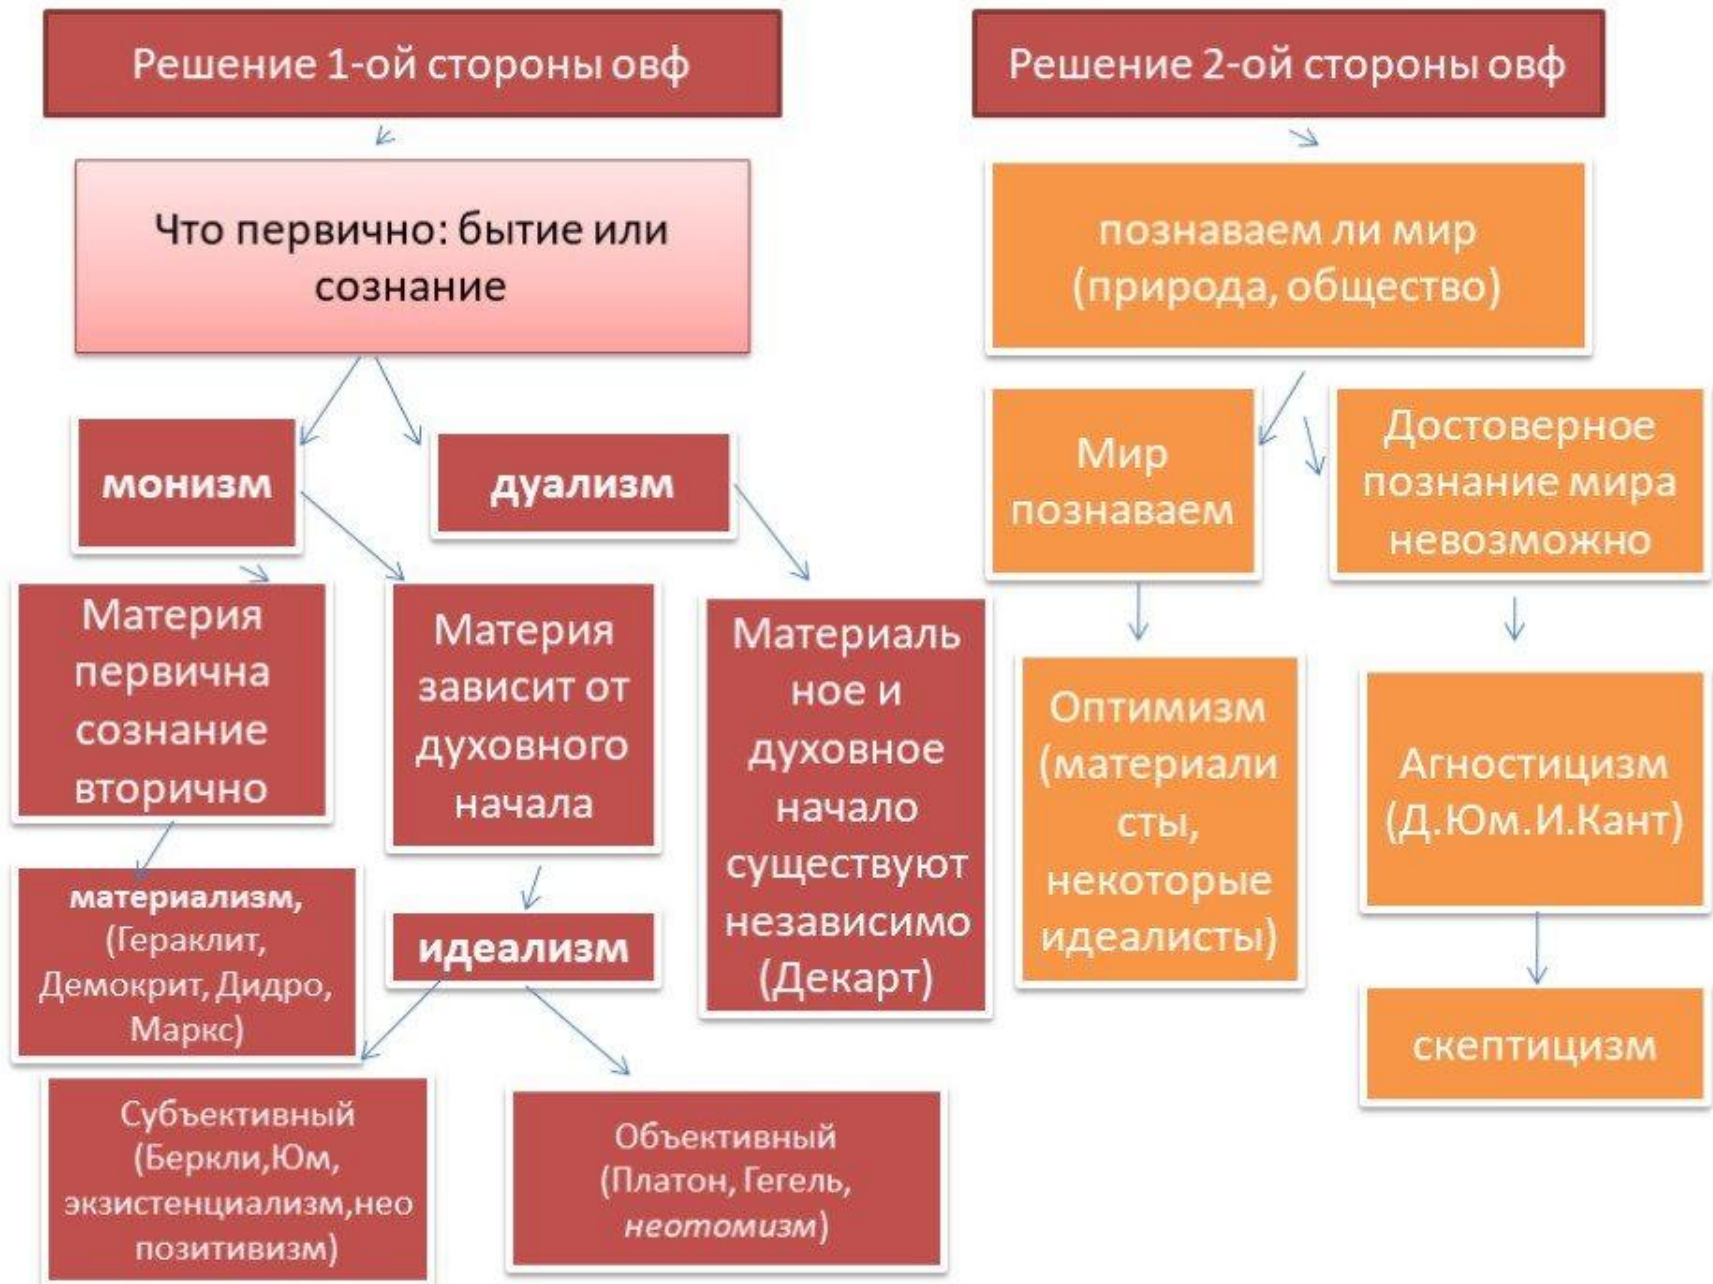 Решение 1-ой стороны овф
Решение 2-ой стороны овф
Что первично: бытие или
сознание
познаваем ли мир
(природа, общество)
монизм
дуализм
Мир
познаваем
Достоверное
познание мира
невозможно
Материя
первична
сознание
вторично
Материя
зависит от
духовного
начала
Материаль
ное и
духовное
начало
существуют
независимо
(Декарт)
Оптимизм
(материали
сты,
некоторые
идеалисты)
Агностицизм
(Д.Юм.И.Кант)
материализм,
(Гераклит,
Демокрит, Дидро,
Маркс)
идеализм
скептицизм
Субъективный
(Беркли,Юм,
экзистенциализм,нео
позитивизм)
Объективный
(Платон, Гегель,
неотомизм)